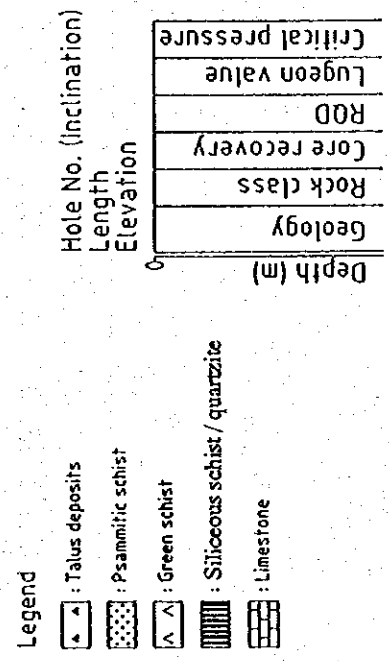 Legend
: Talus deposits
: Psammitic schist
: Green schist
: Siliceous schist / quartzite
: Limestone
Hole No. (Inclination)
Length
Elevation
0
Depth (m)
Geology
Rock class
Core recovery
RQD
Lugeon value
Critical pressure